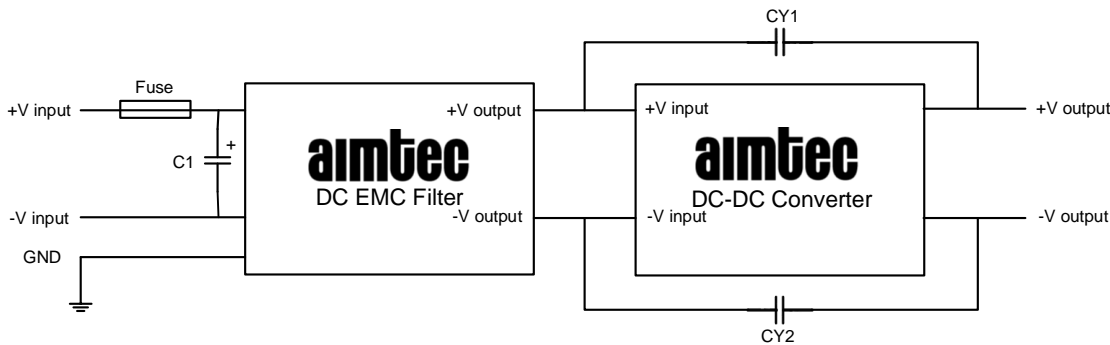 CY1
Fuse
+V input
+V output
+V input
+V output
C1
+
aimtec
DC EMC Filter
aimtec
DC-DC Converter
-V input
-V output
-V input
-V output
GND
CY2